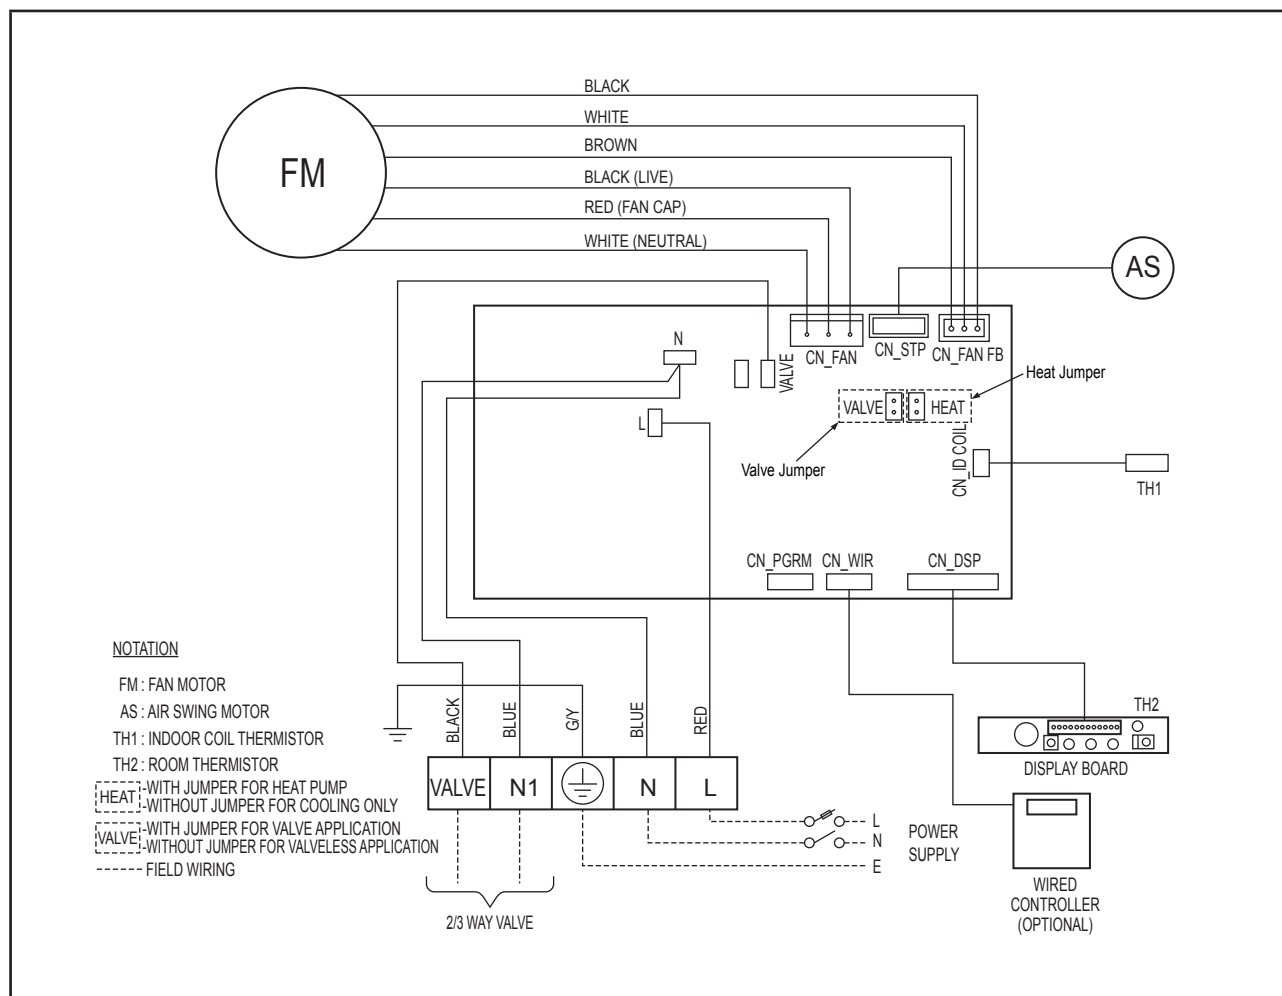 BLACK
WHITE
BROWN
FM
BLACK (LIVE)
RED (FAN CAP)
WHITE (NEUTRAL)
AS
N
VALVE
CN_FAN
CN_STP
CN_FAN FB
Heat Jumper
VALVE
HEAT
L
Valve Jumper
CN_ID COIL
TH1
CN_PGRM
CN_WIR
CN_DSP
NOTATION
FM : FAN MOTOR
AS : AIR SWING MOTOR
TH1 : INDOOR COIL THERMISTOR
TH2 : ROOM THERMISTOR
HEAT -WITH JUMPER FOR HEAT PUMP
-WITHOUT JUMPER FOR COOLING ONLY
VALVE -WITH JUMPER FOR VALVE APPLICATION
-WITHOUT JUMPER FOR VALVELESS APPLICATION
------ FIELD WIRING
BLACK
BLUE
G/Y
BLUE
RED
VALVE
N1
N
L
2/3 WAY VALVE
L
N
E
POWER
SUPPLY
TH2
DISPLAY BOARD
WIRED
CONTROLLER
(OPTIONAL)